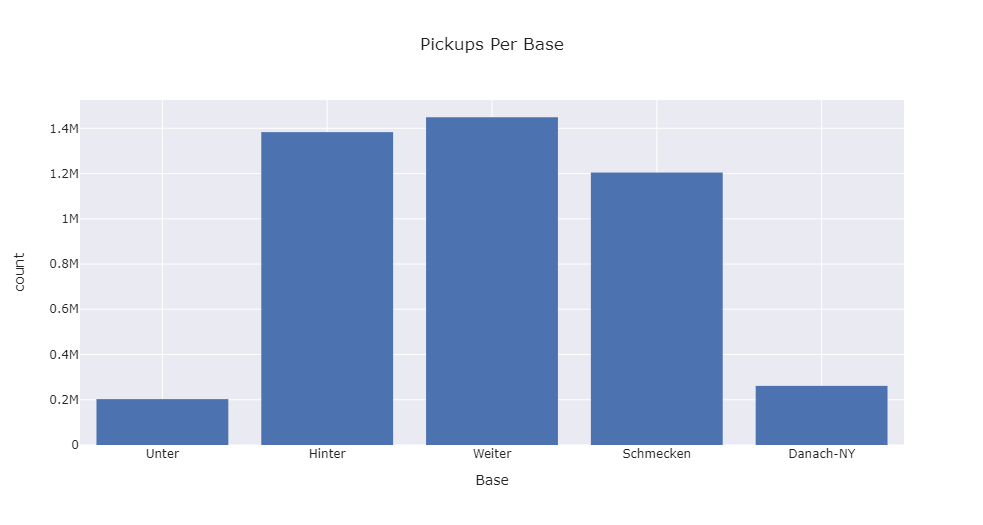 Pickups Per Base
1.4M
1.2M
1M
0.8M
0.6M
0.4M
0.2M
0
count
Unter Hinter Weiter Schmecken Danach-NY
Base